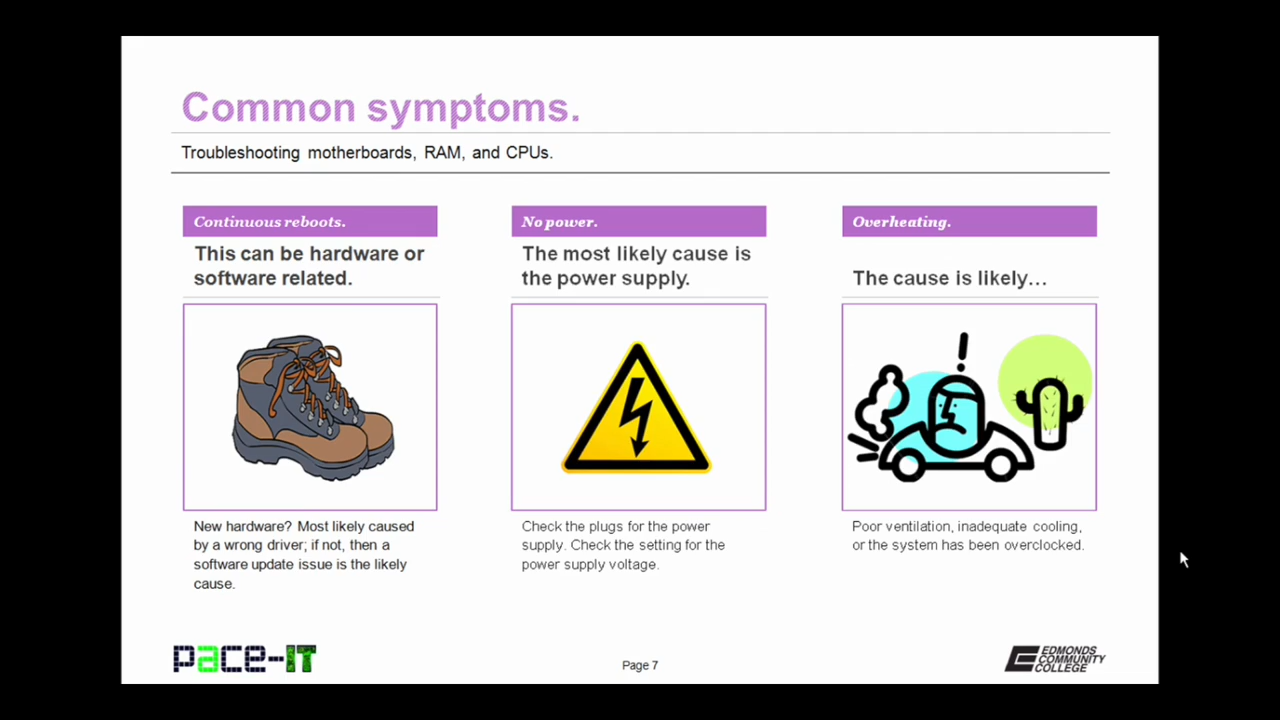 Common symptoms.
Troubleshooting motherboards, RAM, and CPUs.
Continuous reboots.
This can be hardware or
software related.
New hardware? Most likely caused
by a wrong driver; if not, then a
software update issue is the likely
cause.
No power.
The most likely cause is
the power supply.
Check the plugs for the power
supply. Check the setting for the
power supply voltage.
Overheating.
The cause is likely...
Poor ventilation, inadequate cooling,
or the system has been overclocked.
pace-IT
Page 7
EDMONDS
COMMUNITY
COLLEGE